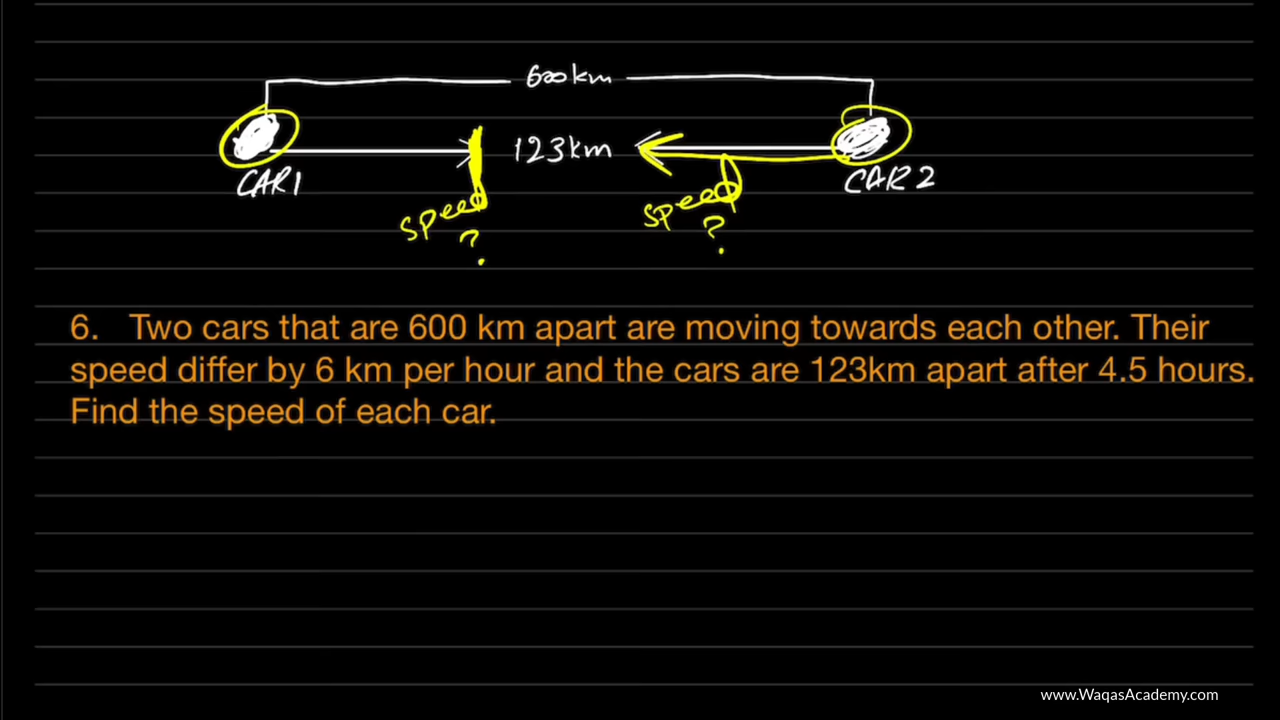 600km
123km
CAR1
CAR 2
speed
?
speed
?
6. Two cars that are 600 km apart are moving towards each other. Their
speed differ by 6 km per hour and the cars are 123km apart after 4.5 hours.
Find the speed of each car.
www.WaqasAcademy.com